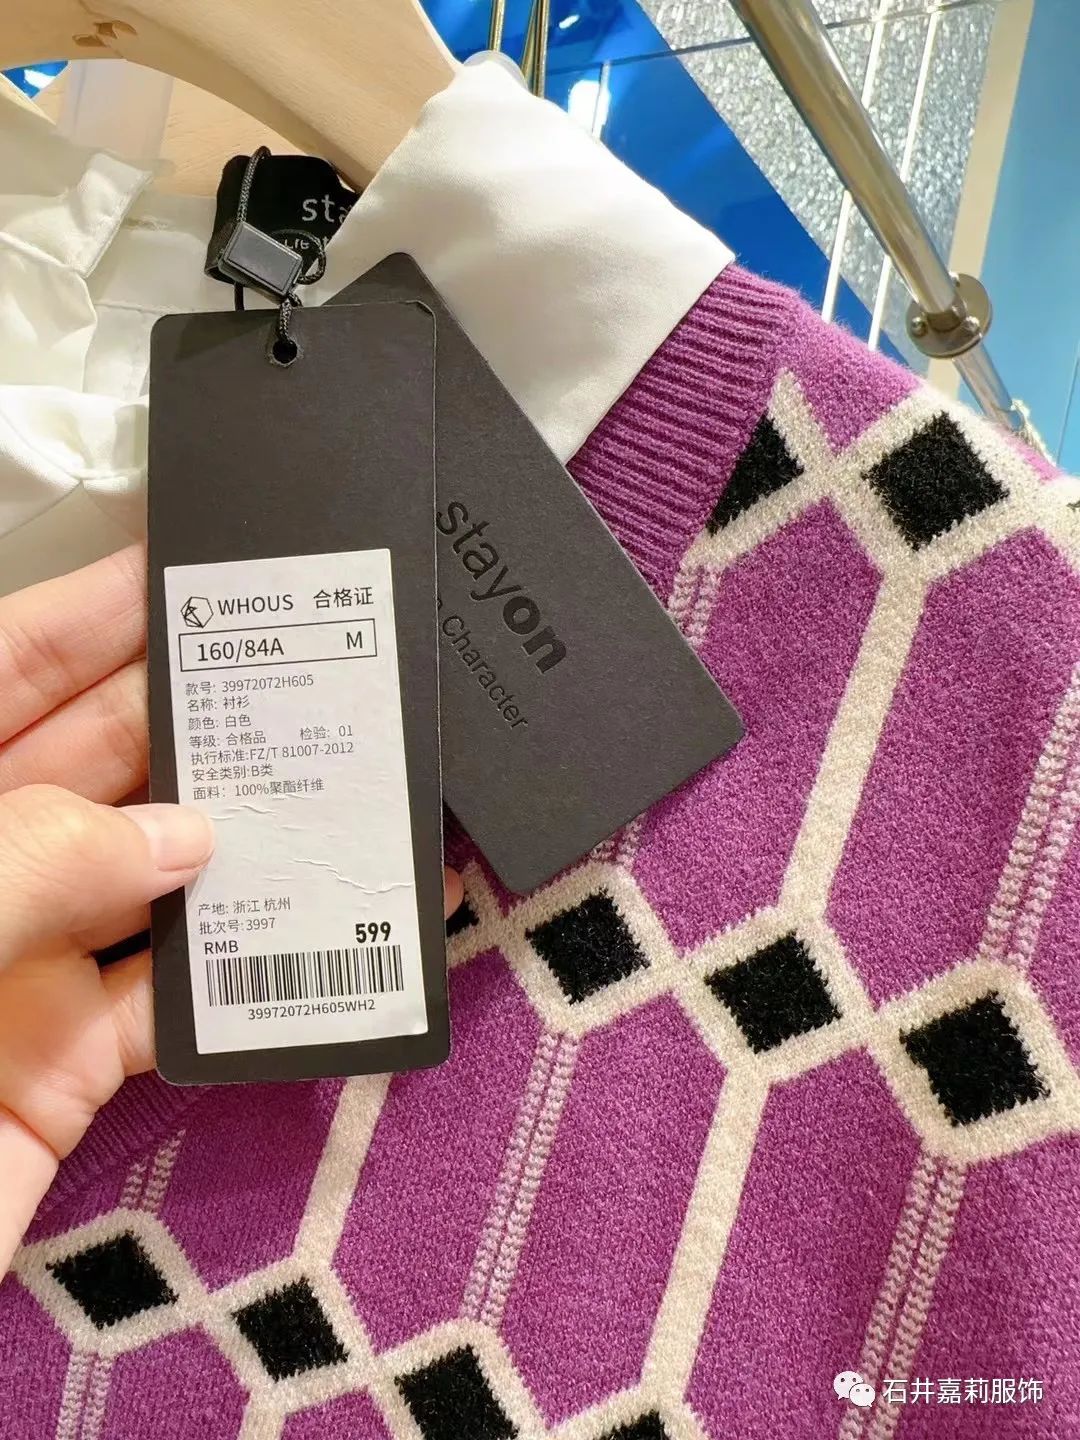 sta
stayon
Character
WHOUS 合格证
160/84A M
款号: 39972072H605
名称: 衬衫
颜色: 白色
等级: 合格品 检验: 01
执行标准:FZ/T 81007-2012
安全类别:B类
面料: 100%聚酯纤维
产地: 浙江 杭州
批次号: 3997
RMB 599
39972072H605WH2
石井嘉莉服饰